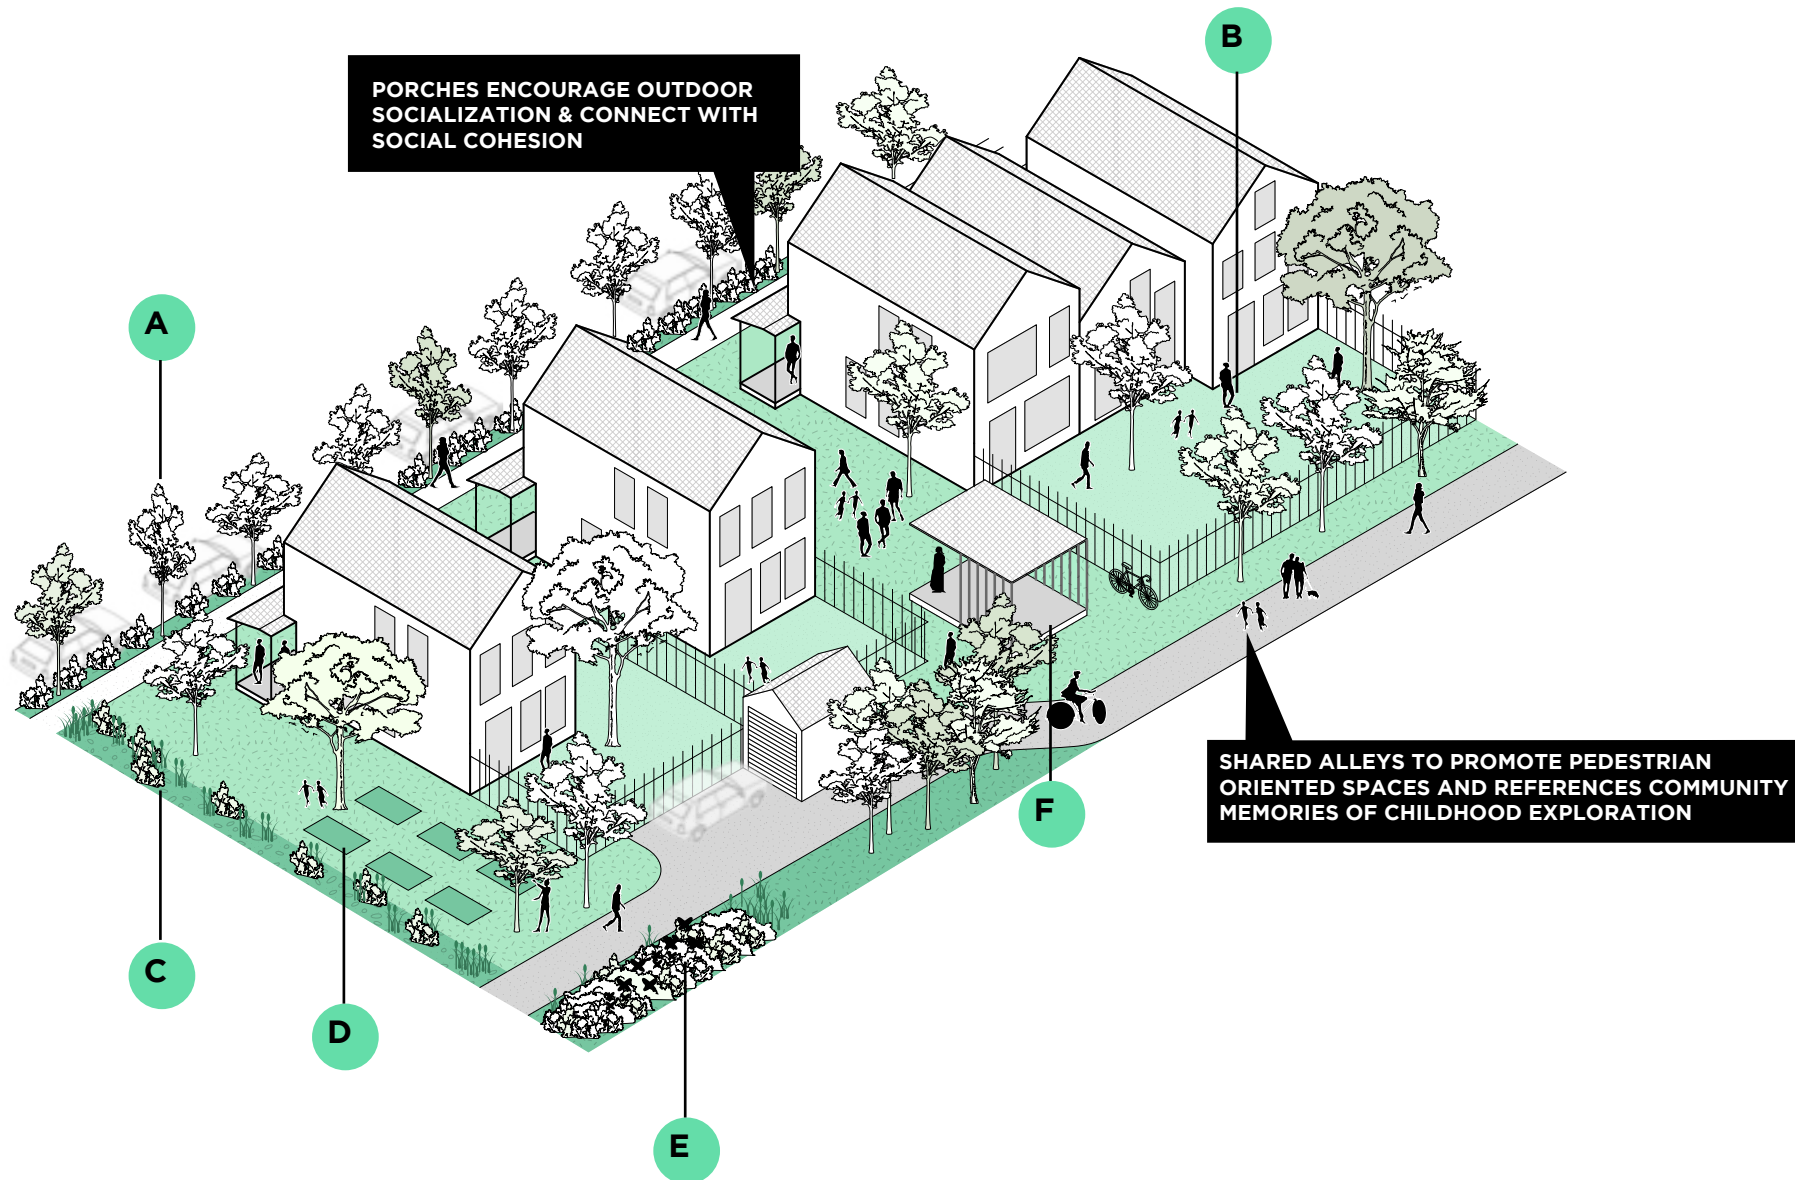 B
PORCHES ENCOURAGE OUTDOOR
SOCIALIZATION & CONNECT WITH
SOCIAL COHESION
A
SHARED ALLEYS TO PROMOTE PEDESTRIAN
ORIENTED SPACES AND REFERENCES COMMUNITY
MEMORIES OF CHILDHOOD EXPLORATION
F
C
D
E